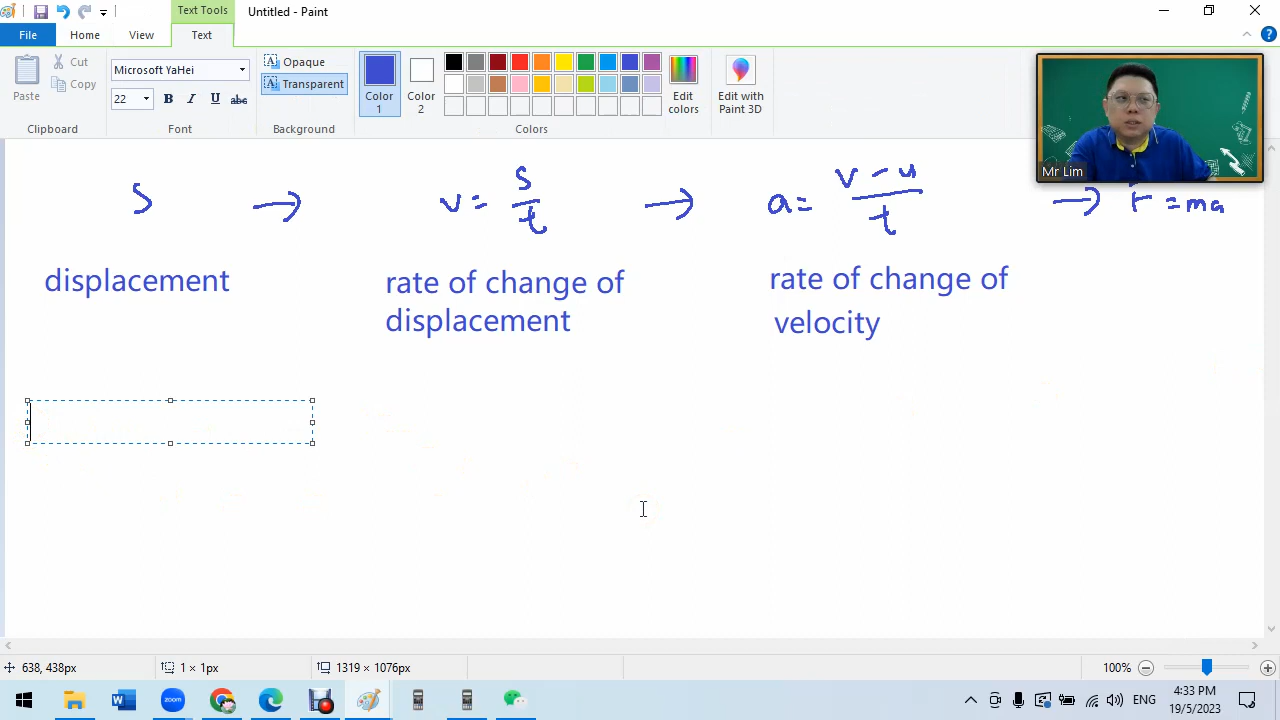 Text Tools
Untitled - Paint
File
Home
View
Text
Paste
Cut
Copy
Clipboard
Microsoft YaHei
22
B
I
U
abc
Font
Opaque
Transparent
Background
Color 1
Color 2
Edit colors
Colors
Edit with Paint 3D
Mr Lim
S → v = s/t → a = v - u/t → F = ma
displacement
rate of change of
displacement
rate of change of
velocity
638, 438px
1 × 1px
1319 × 1076px
100%
zoom
ENG
4:33 PM
19/5/2023